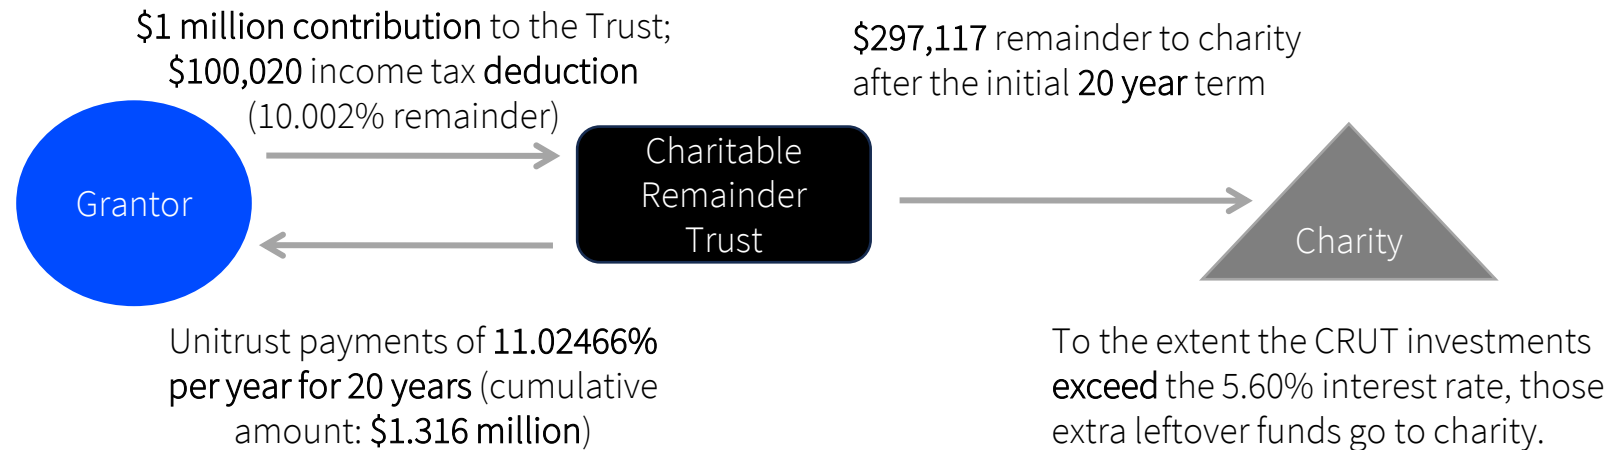 $1 million contribution to the Trust;
$100,020 income tax deduction
(10.002% remainder)
$297,117 remainder to charity
after the initial 20 year term
Grantor
Charitable
Remainder
Trust
Charity
Unitrust payments of 11.02466%
per year for 20 years (cumulative
amount: $1.316 million)
To the extent the CRUT investments
exceed the 5.60% interest rate, those
extra leftover funds go to charity.